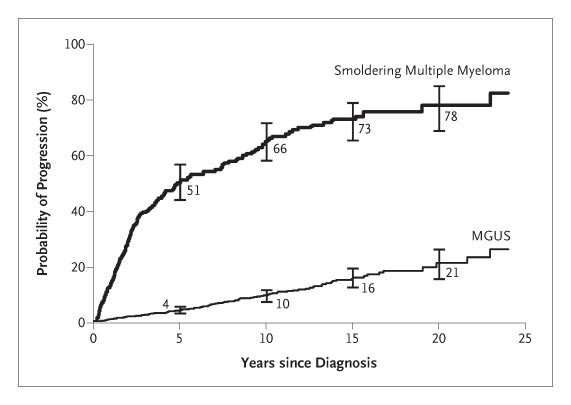 100
80
60
40
20
0
Probability of Progression (%)
Smoldering Multiple Myeloma
51
66
73
78
MGUS
4
10
16
21
0 5 10 15 20 25
Years since Diagnosis